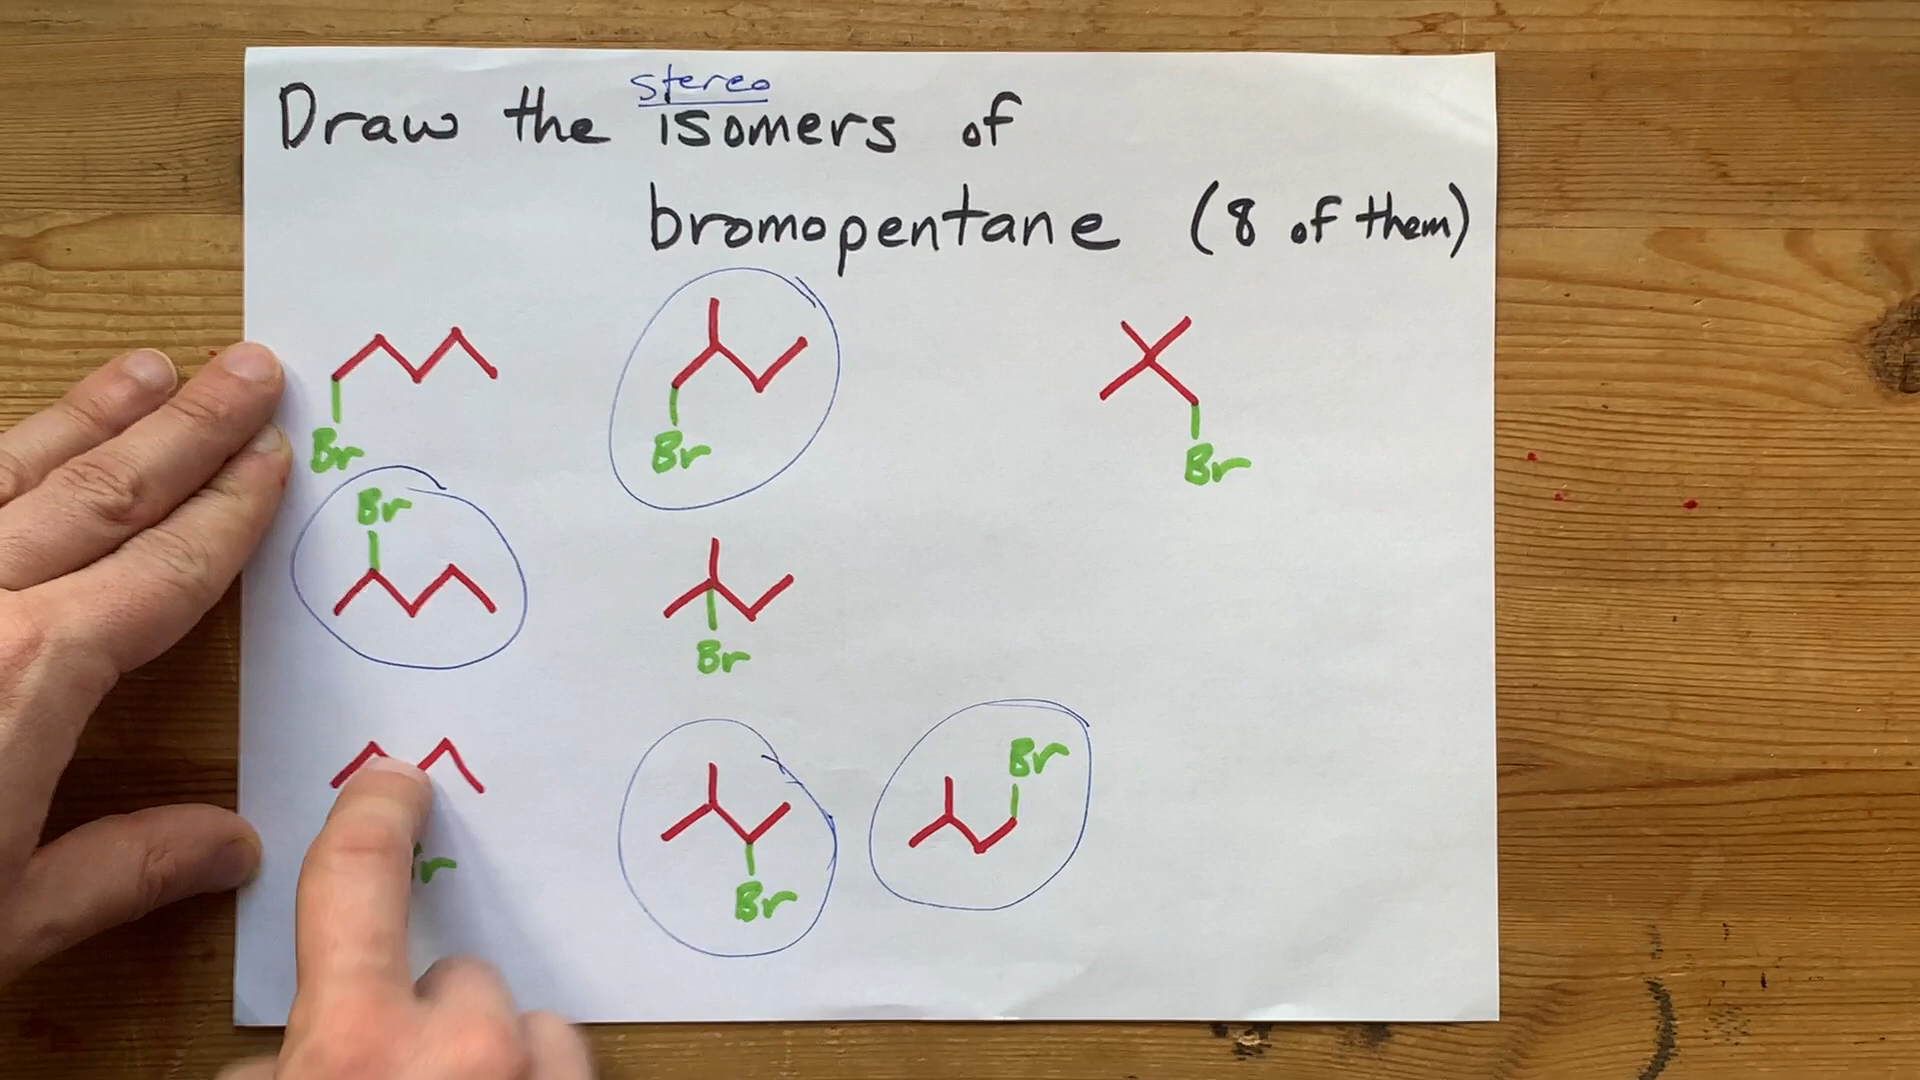 stereo
Draw the isomers of
bromopentane (8 of them)
Br
Br
Br
Br
Br
Br
Br